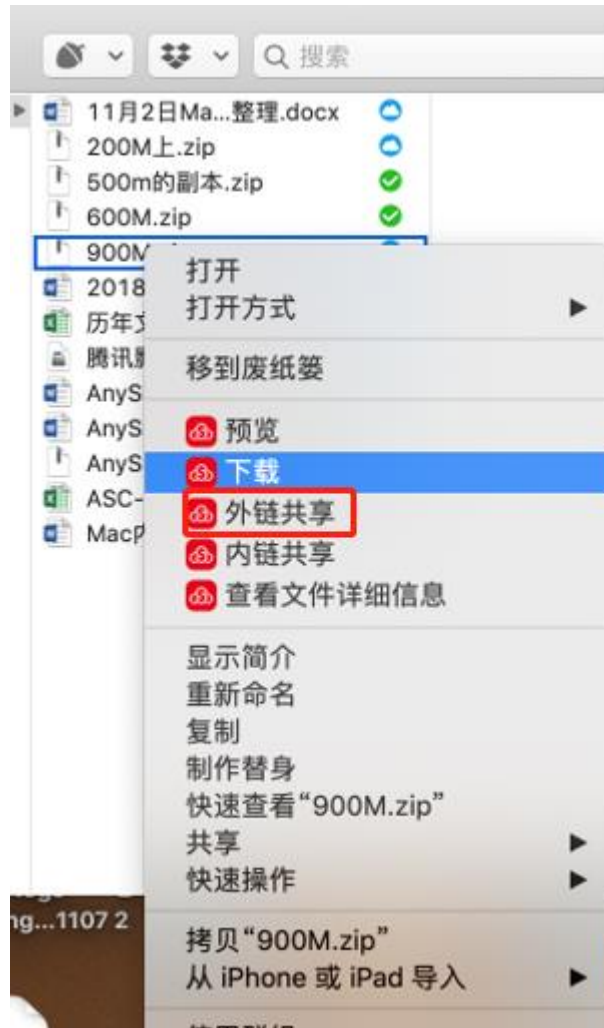 搜索
11月2日Ma...整理.docx
200M上.zip
500m的副本.zip
600M.zip
900M
2018
历年
腾讯
AnyS
AnyS
AnyS
ASC-
Mac
打开
打开方式
移到废纸篓
预览
下载
外链共享
内链共享
查看文件详细信息
显示简介
重新命名
复制
制作替身
快速查看“900M.zip”
共享
快速操作
拷贝“900M.zip”
从 iPhone 或 iPad 导入
ng...1107 2